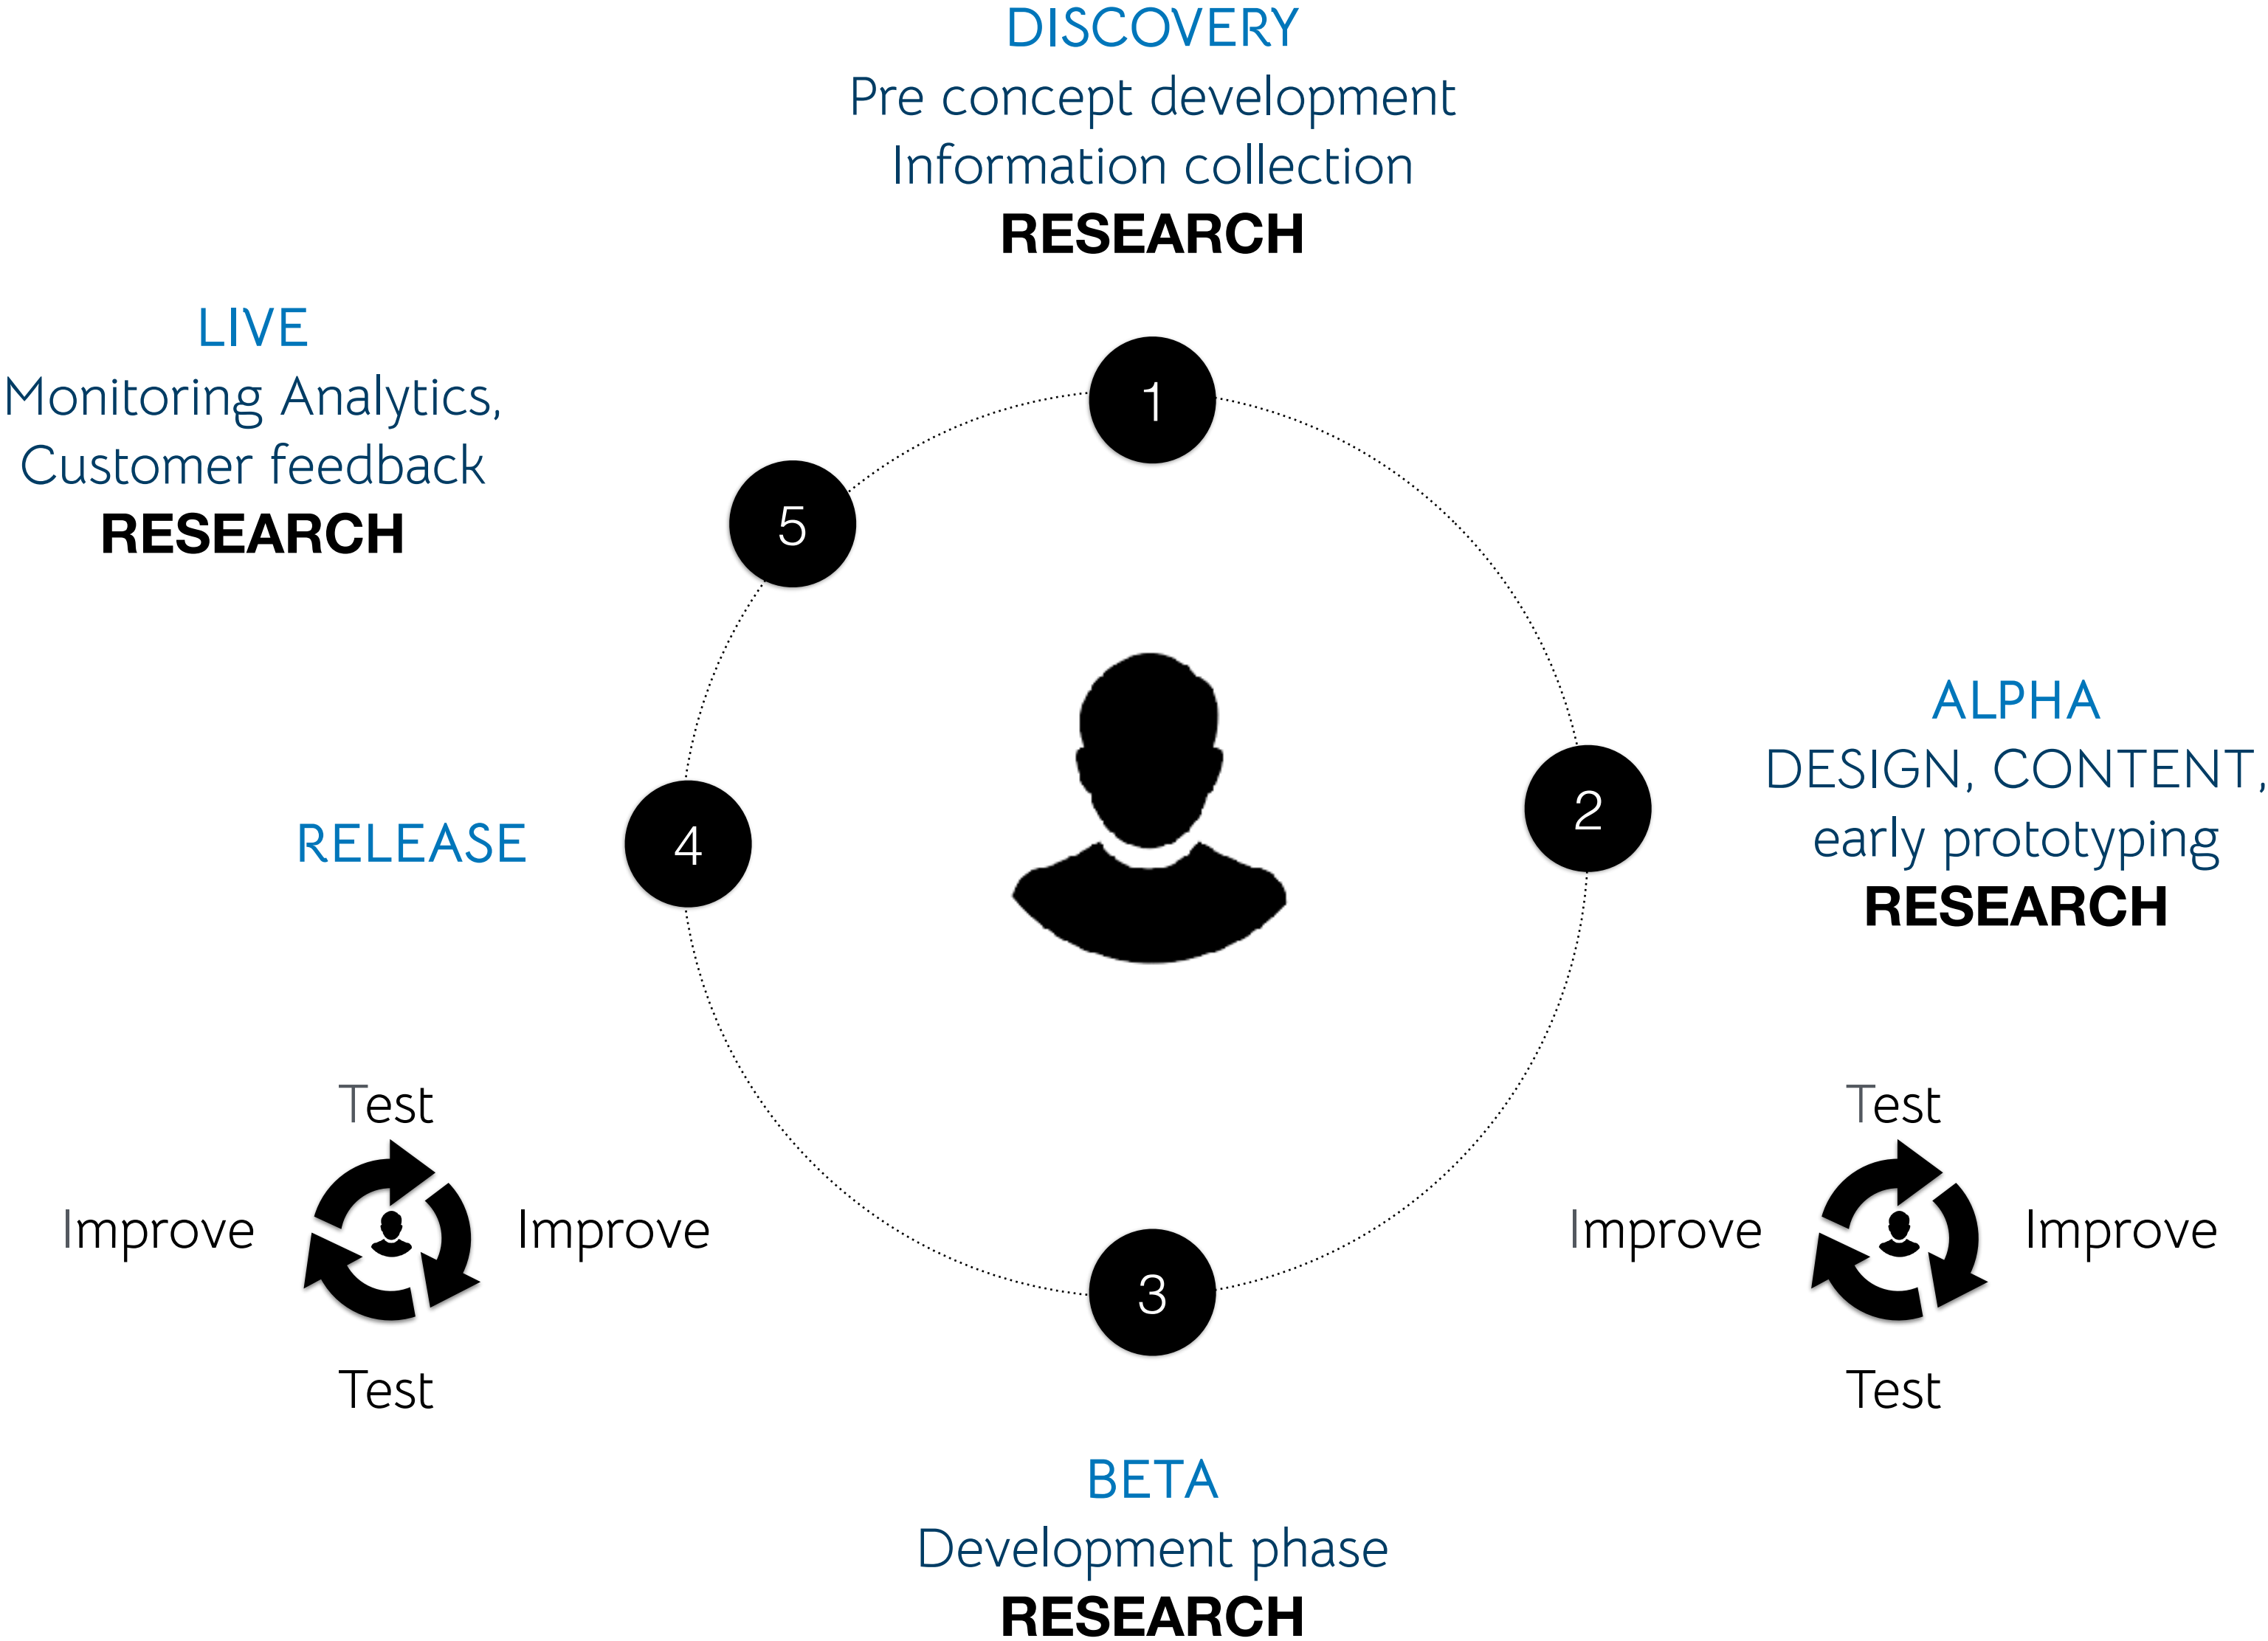 DISCOVERY
Pre concept development
Information collection
RESEARCH
1
LIVE
Monitoring Analytics,
Customer feedback
RESEARCH
5
ALPHA
DESIGN, CONTENT,
early prototyping
RESEARCH
2
RELEASE
4
Test
Improve
Improve
Test
Test
Improve
Improve
Test
3
BETA
Development phase
RESEARCH